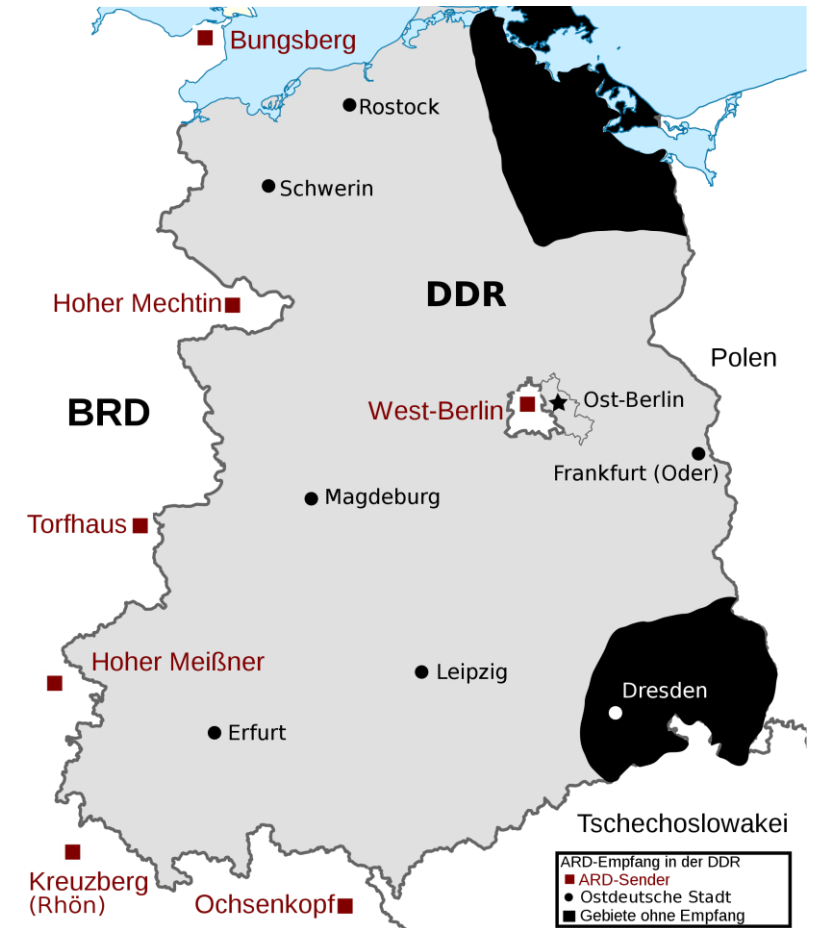 Bungsberg
Rostock
Schwerin
DDR
Hoher Mechtin
Polen
BRD
West-Berlin
Ost-Berlin
Frankfurt (Oder)
Magdeburg
Torfhaus
Hoher Meißner
Leipzig
Dresden
Erfurt
Tschechoslowakei
Kreuzberg
(Rhön)
Ochsenkopf
ARD-Empfang in der DDR
ARD-Sender
Ostdeutsche Stadt
Gebiete ohne Empfang